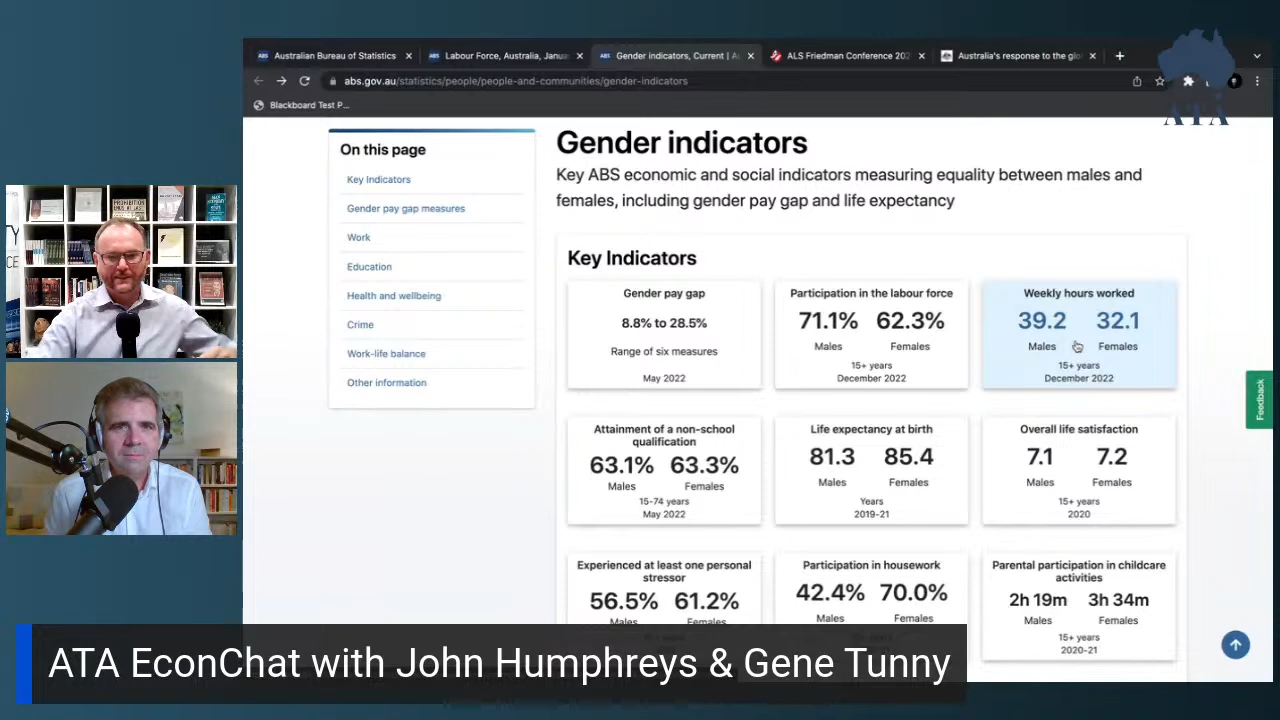 Australian Bureau of Statistics
Labour Force, Australia, Janua
Gender indicators, Current | A
ALS Friedman Conference 202
Australia's response to the glo
abs.gov.au/statistics/people/people-and-communities/gender-indicators
Blackboard Test P...
ATA
On this page
Key Indicators
Gender pay gap measures
Work
Education
Health and wellbeing
Crime
Work-life balance
Other information
Gender indicators
Key ABS economic and social indicators measuring equality between males and
females, including gender pay gap and life expectancy
Key Indicators
Gender pay gap
8.8% to 28.5%
Range of six measures
May 2022
Participation in the labour force
71.1% 62.3%
Males Females
15+ years
December 2022
Weekly hours worked
39.2 32.1
Males Females
15+ years
December 2022
Attainment of a non-school
qualification
63.1% 63.3%
Males Females
15-74 years
May 2022
Life expectancy at birth
81.3 85.4
Males Females
Years
2019-21
Overall life satisfaction
7.1 7.2
Males Females
15+ years
2020
Experienced at least one personal
stressor
56.5% 61.2%
Males Females
Participation in housework
42.4% 70.0%
Males Females
Parental participation in childcare
activities
2h 19m 3h 34m
Males Females
15+ years
2020-21
Feedback
PROHIBITION
ATA EconChat with John Humphreys & Gene Tunny